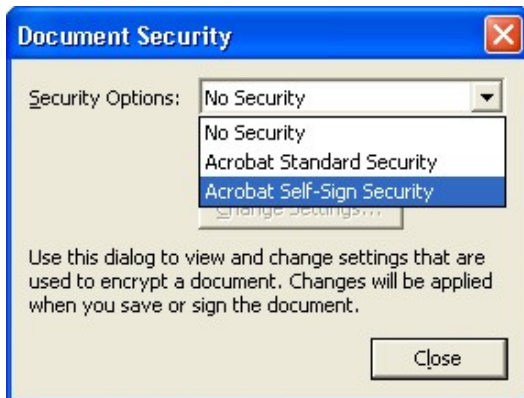 Document Security
Security Options: No Security
No Security
Acrobat Standard Security
Acrobat Self-Sign Security
Change Settings...
Use this dialog to view and change settings that are
used to encrypt a document. Changes will be applied
when you save or sign the document.
Close